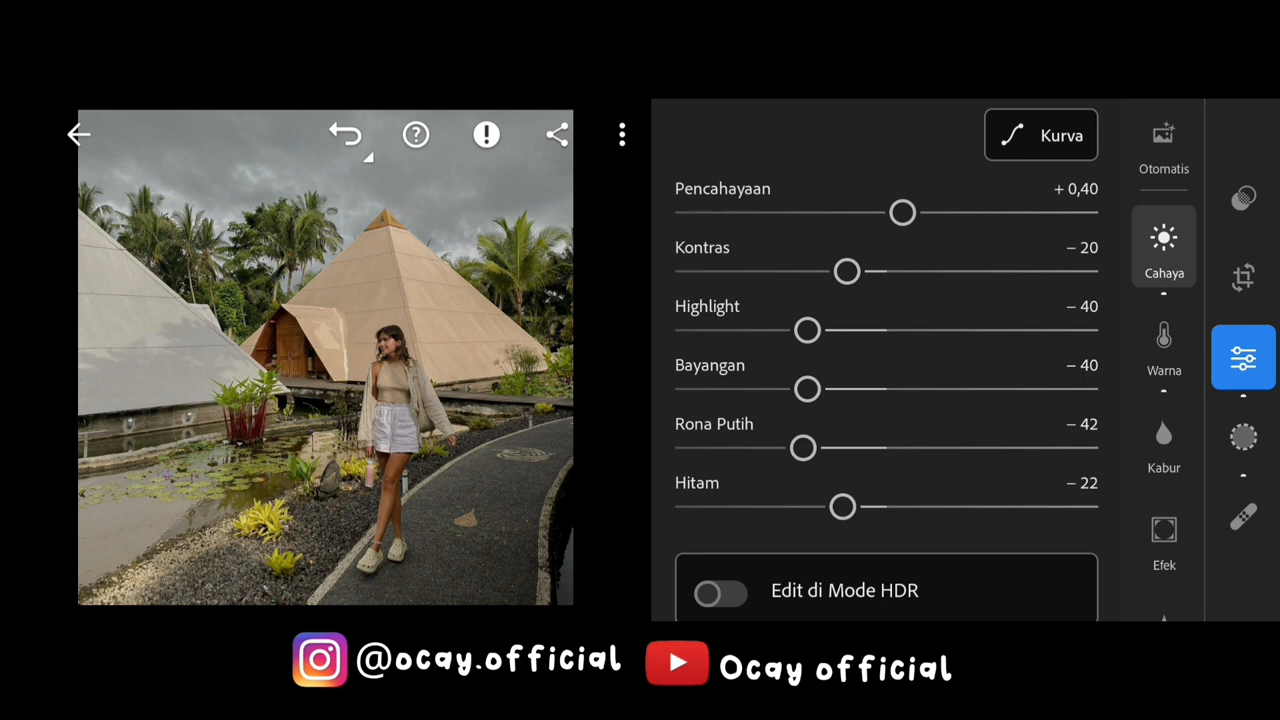 Kurva
Pencahayaan + 0,40
Kontras – 20
Highlight – 40
Bayangan – 40
Rona Putih – 42
Hitam – 22
Edit di Mode HDR
Otomatis
Cahaya
Warna
Kabur
Efek
@ocay.official
Ocay official